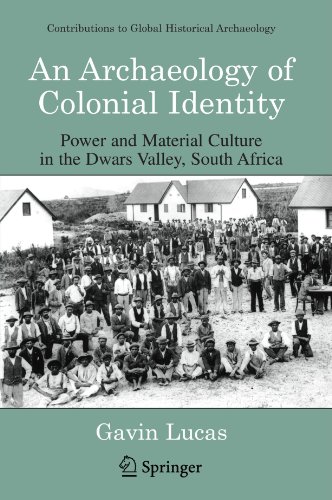 Contributions to Global Historical Archaeology
An Archaeology of
Colonial Identity
Power and Material Culture
in the Dwars Valley, South Africa
Gavin Lucas
Springer